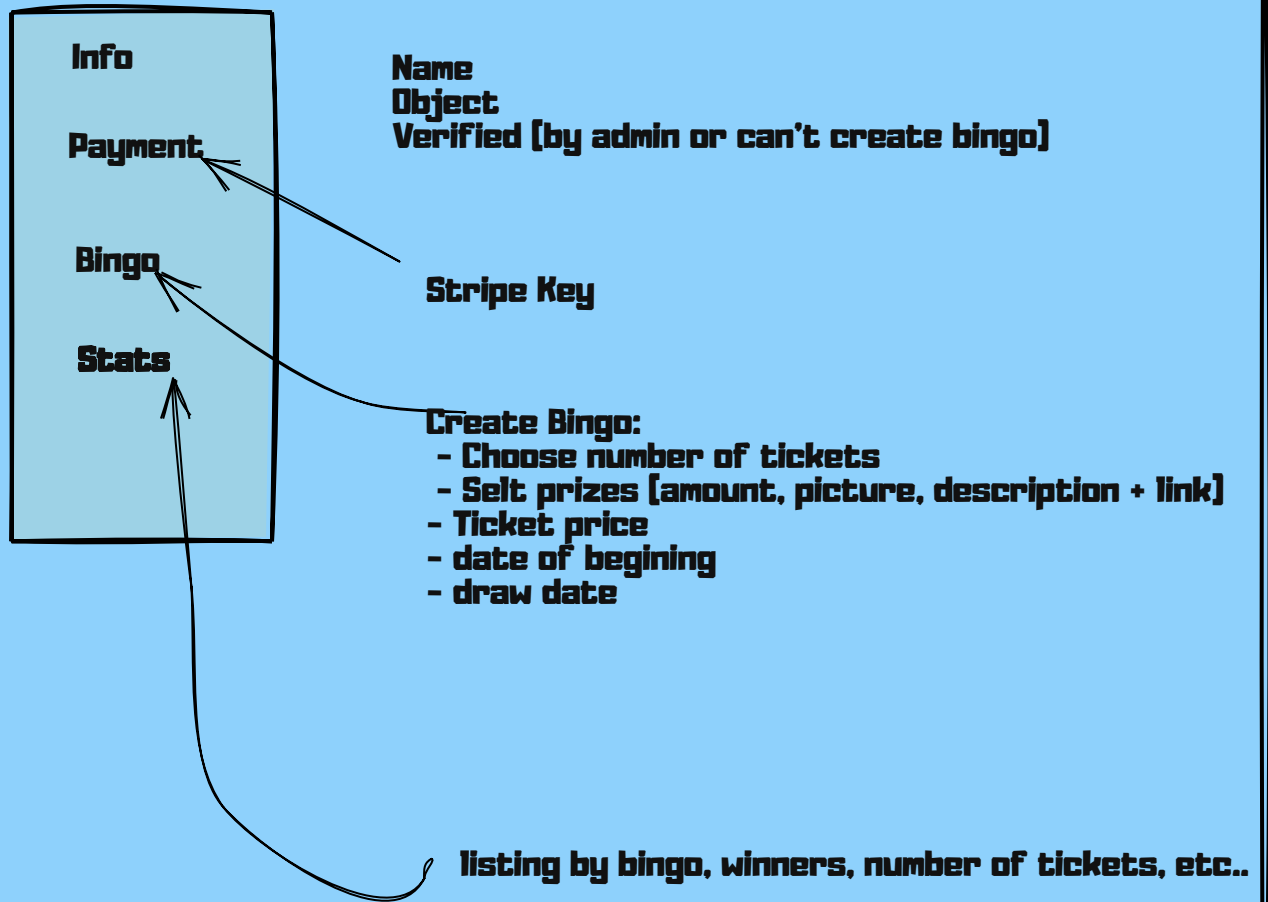 Info
Payment
Bingo
Stats
Name
Object
Verified (by admin or can't create bingo)
Stripe Key
Create Bingo:
- Choose number of tickets
- Selt prizes (amount, picture, description + link)
- Ticket price
- date of begining
- draw date
listing by bingo, winners, number of tickets, etc..